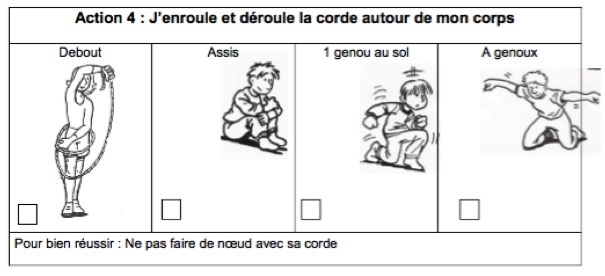 Action 4 : J'enroule et déroule la corde autour de mon corps
Debout
Assis
1 genou au sol
A genoux
Pour bien réussir : Ne pas faire de nœud avec sa corde